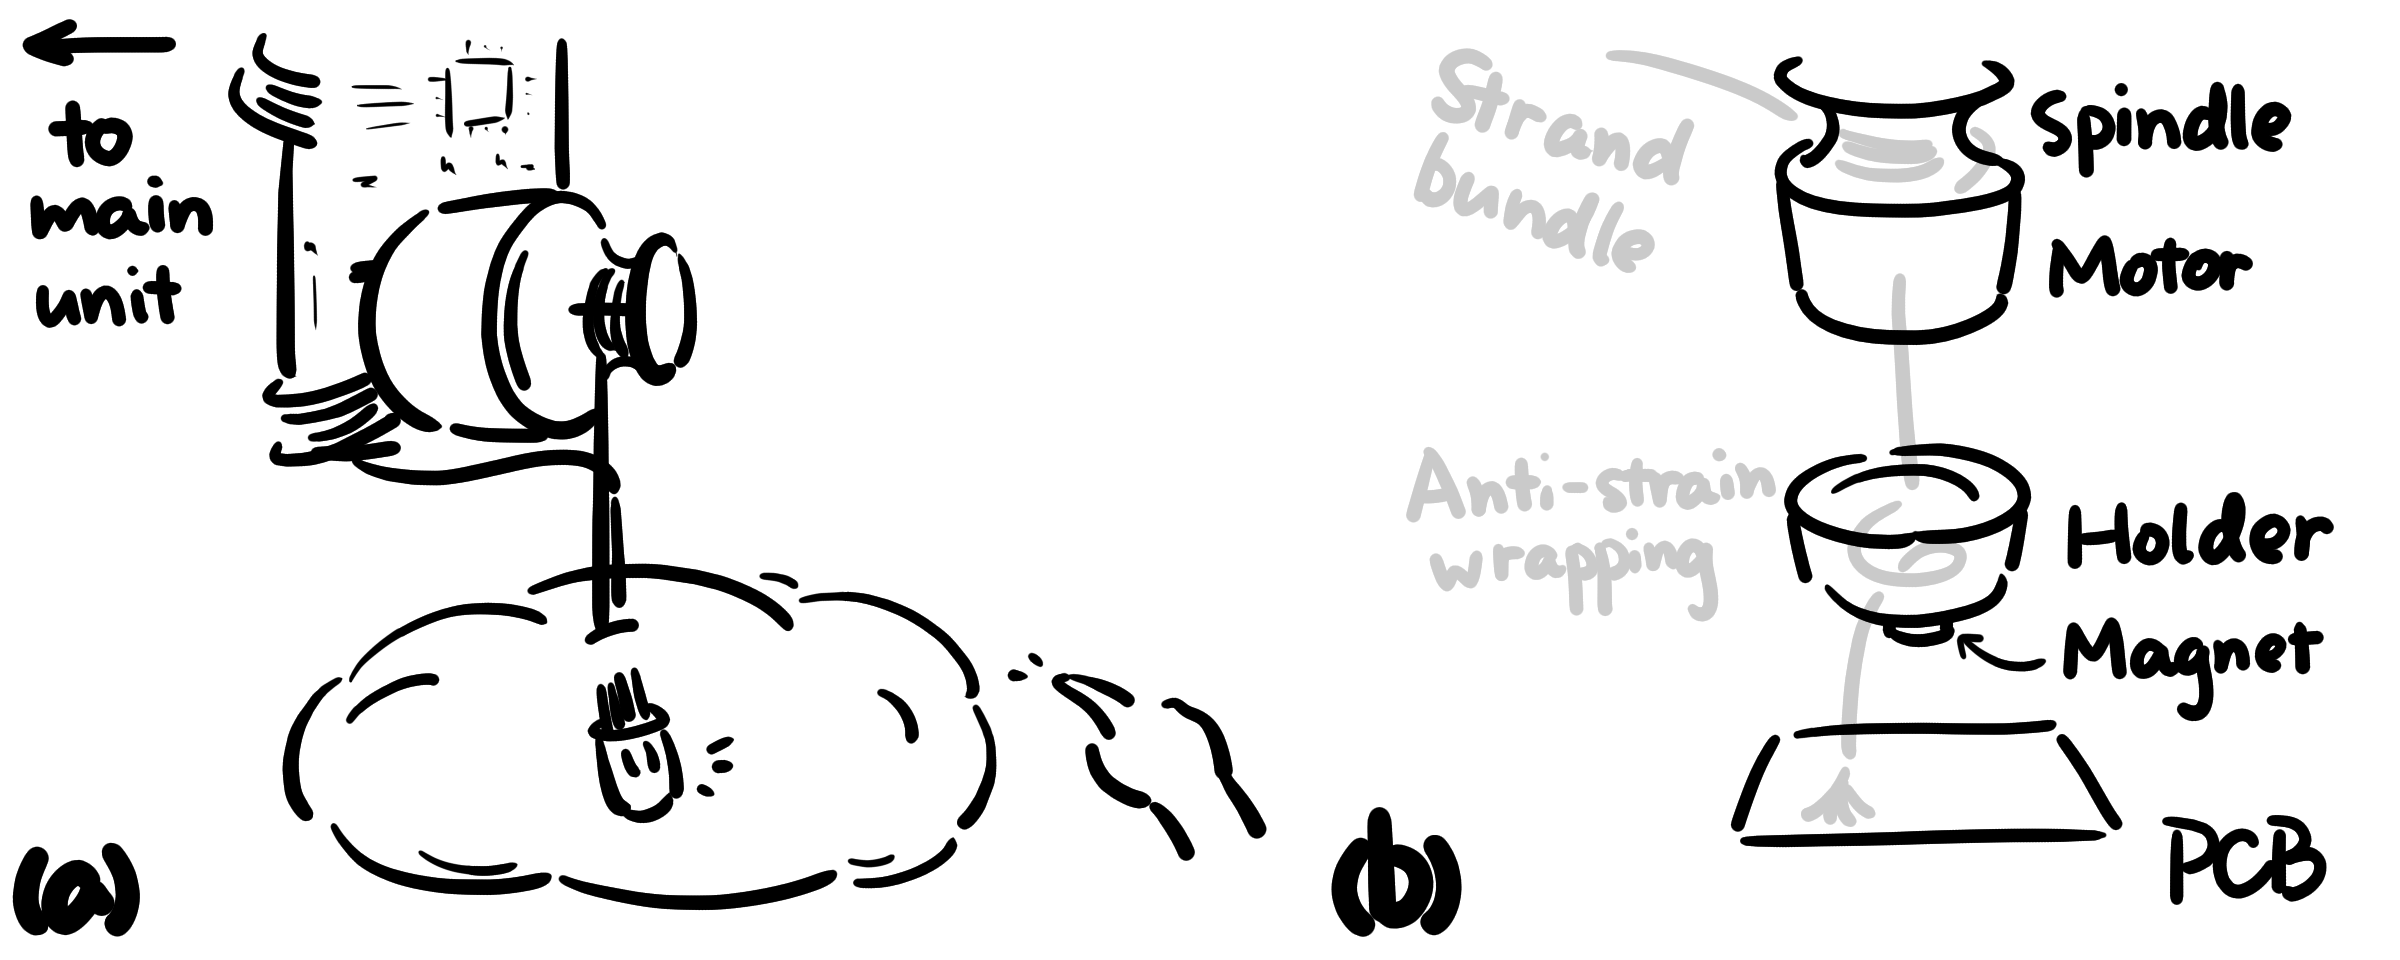 to
main
unit
(a)
Strand
bundle
Spindle
Motor
Anti-strain
wrapping
Holder
Magnet
PCB
(b)